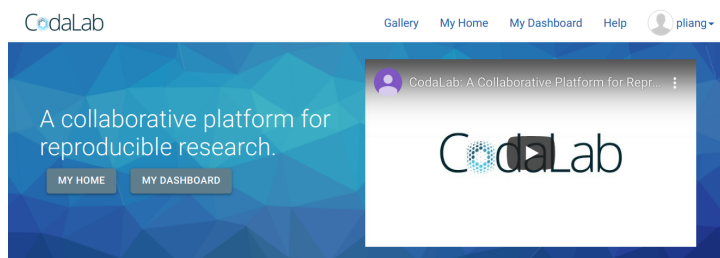 CodaLab
Gallery My Home My Dashboard Help pliang
CodaLab: A Collaborative Platform for Repr...
A collaborative platform for
reproducible research.
CodaLab
MY HOME MY DASHBOARD